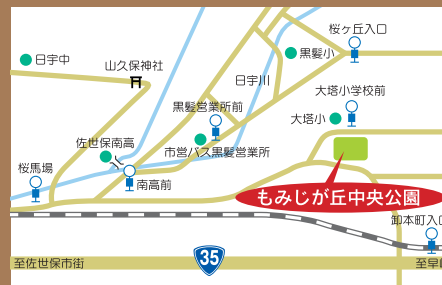 桜ヶ丘入口
日宇中
黒髪小
山久保神社
日宇川
大塔小学校前
黒髪営業所前
大塔小
佐世保南高
市営バス黒髪営業所
桜馬場
南高前
もみじが丘中央公園
卸本町入口
35
至佐世保市街
至早岐